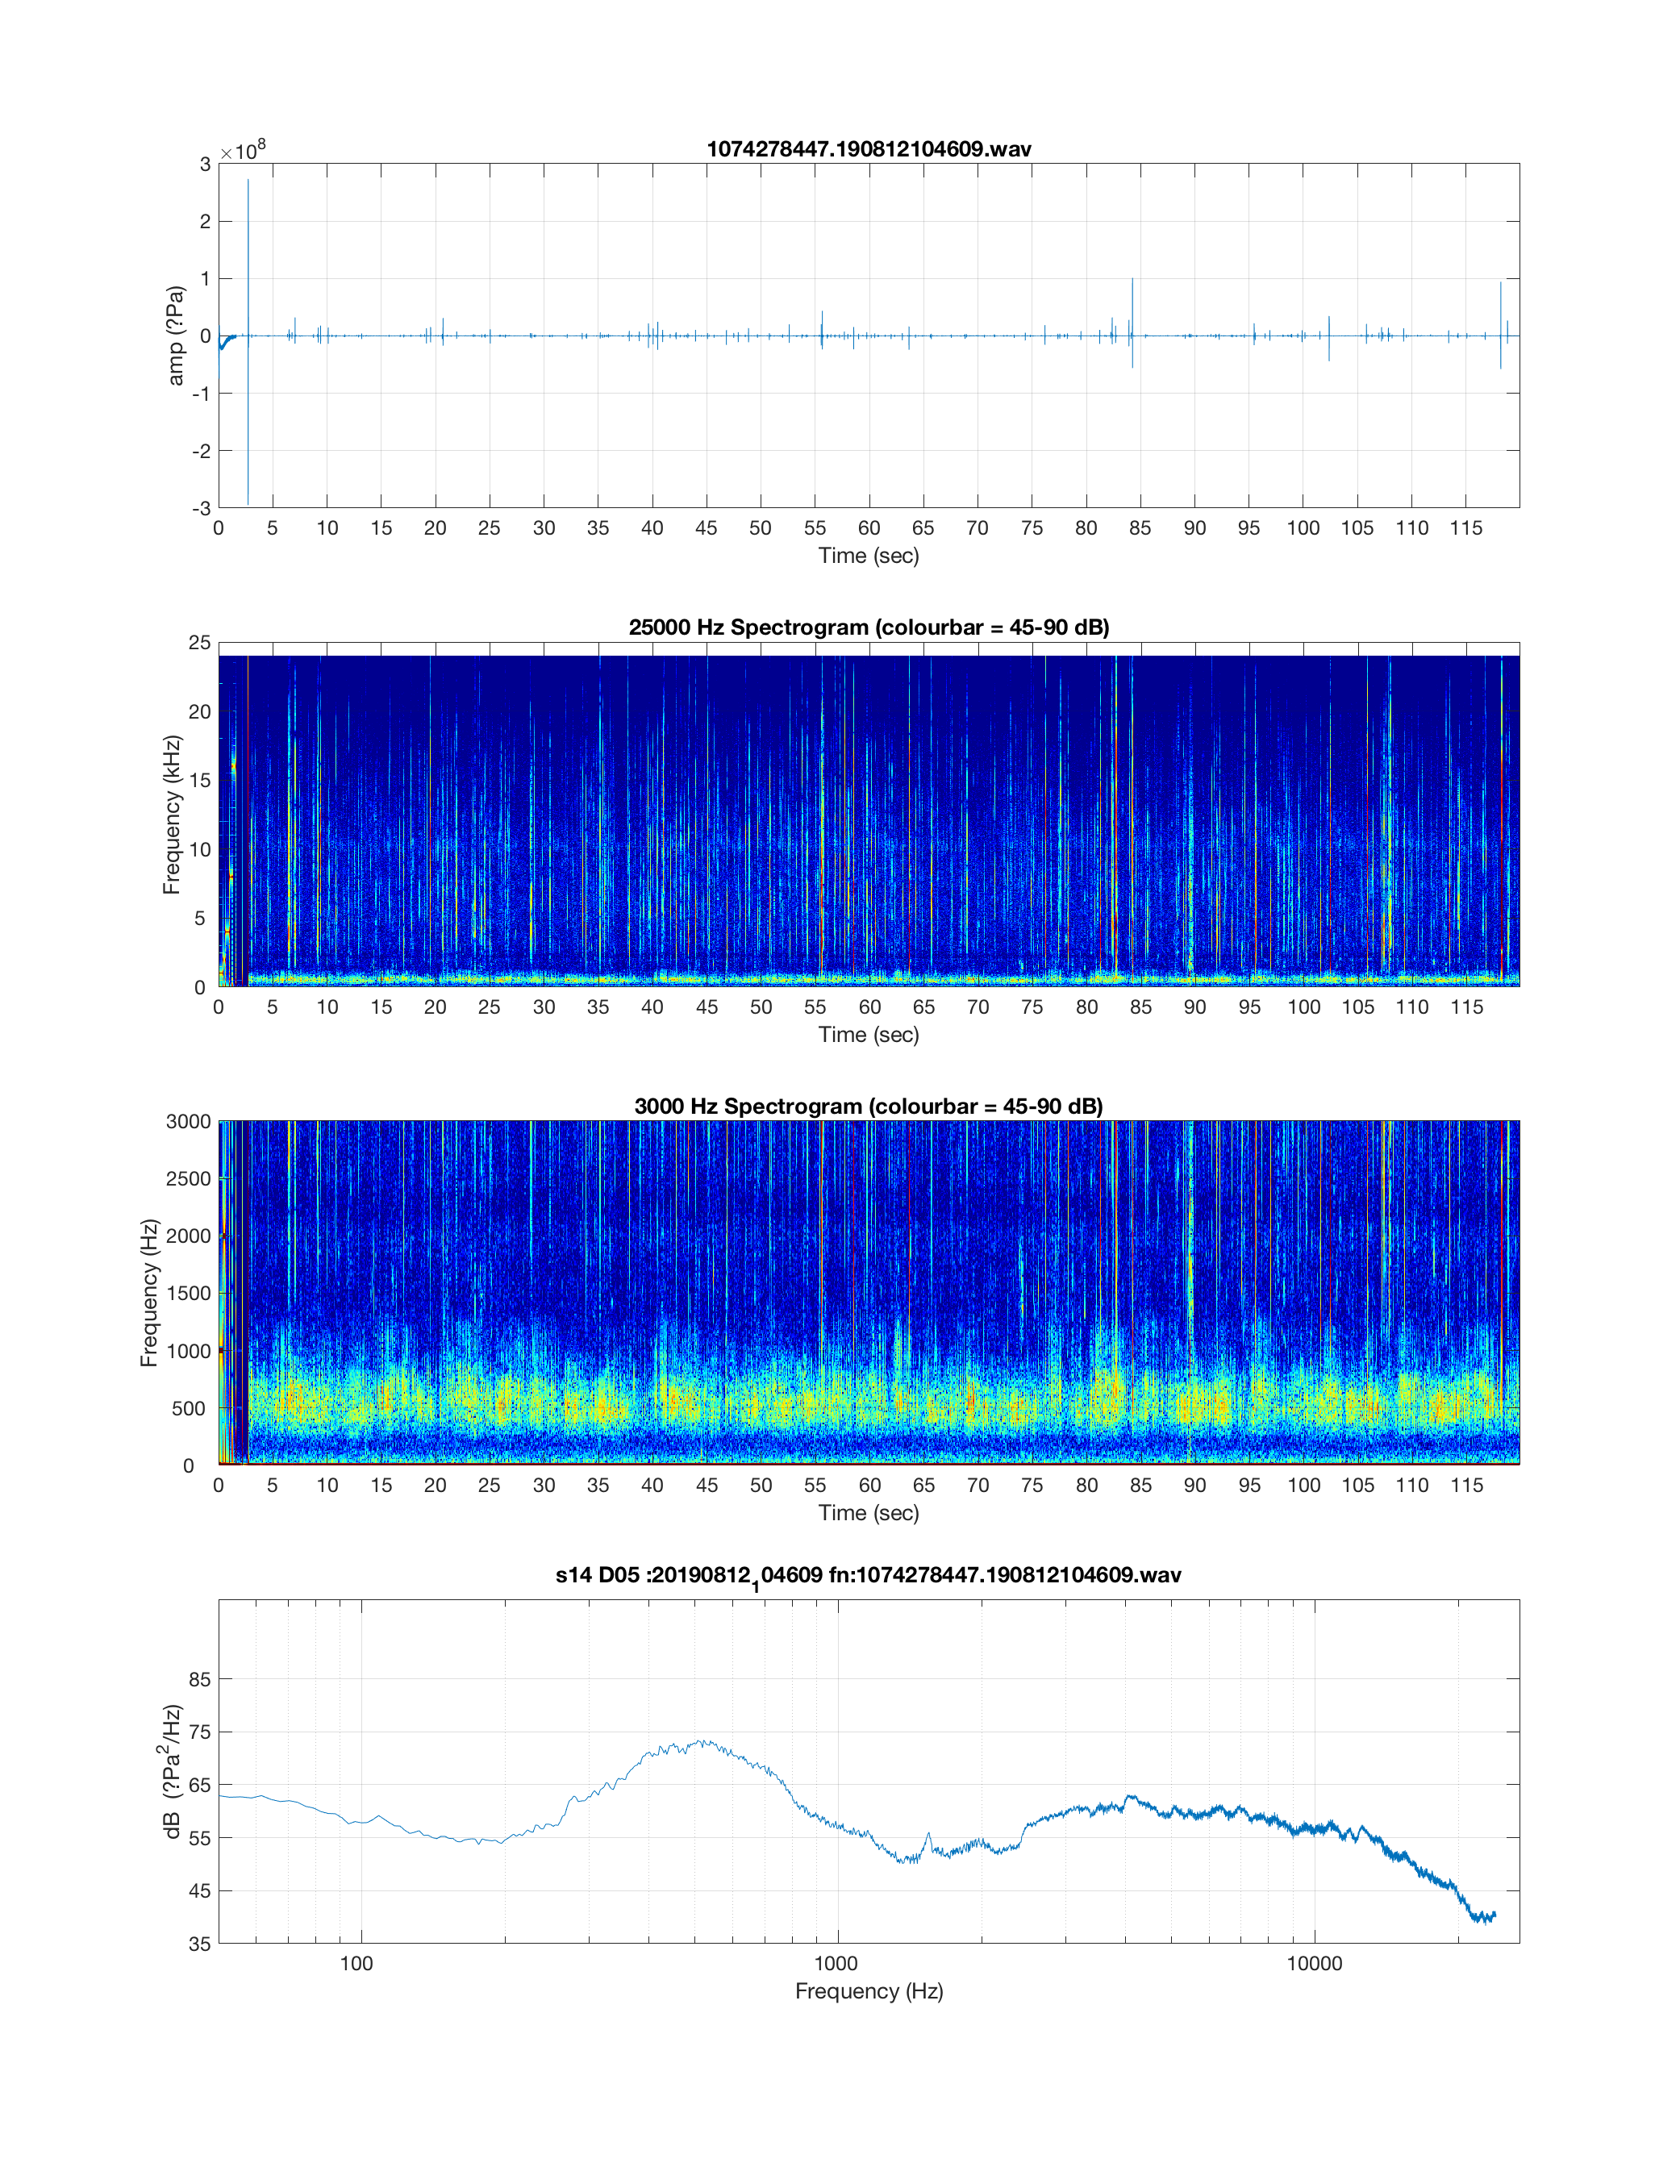 1074278447.190812104609.wav
×10⁸
3
2
1
0
-1
-2
-3
amp (?Pa)
0 5 10 15 20 25 30 35 40 45 50 55 60 65 70 75 80 85 90 95 100 105 110 115
Time (sec)
25000 Hz Spectrogram (colourbar = 45-90 dB)
25
20
15
10
5
0
Frequency (kHz)
0 5 10 15 20 25 30 35 40 45 50 55 60 65 70 75 80 85 90 95 100 105 110 115
Time (sec)
3000 Hz Spectrogram (colourbar = 45-90 dB)
3000
2500
2000
1500
1000
500
0
Frequency (Hz)
0 5 10 15 20 25 30 35 40 45 50 55 60 65 70 75 80 85 90 95 100 105 110 115
Time (sec)
s14 D05 :20190812₁04609 fn:1074278447.190812104609.wav
85
75
65
55
45
35
dB (?Pa²/Hz)
100 1000 10000
Frequency (Hz)